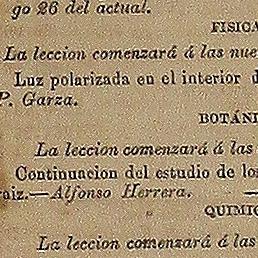 go 26 del actual.
FISICA
La leccion comenzará á las nue
Luz polarizada en el interior d
P. Garza.
BOTÁNI
La leccion comenzará á las
Continuacion del estudio de lo
raiz.—Alfonso Herrera. —
QUIMIC
La leccion comenzará á las